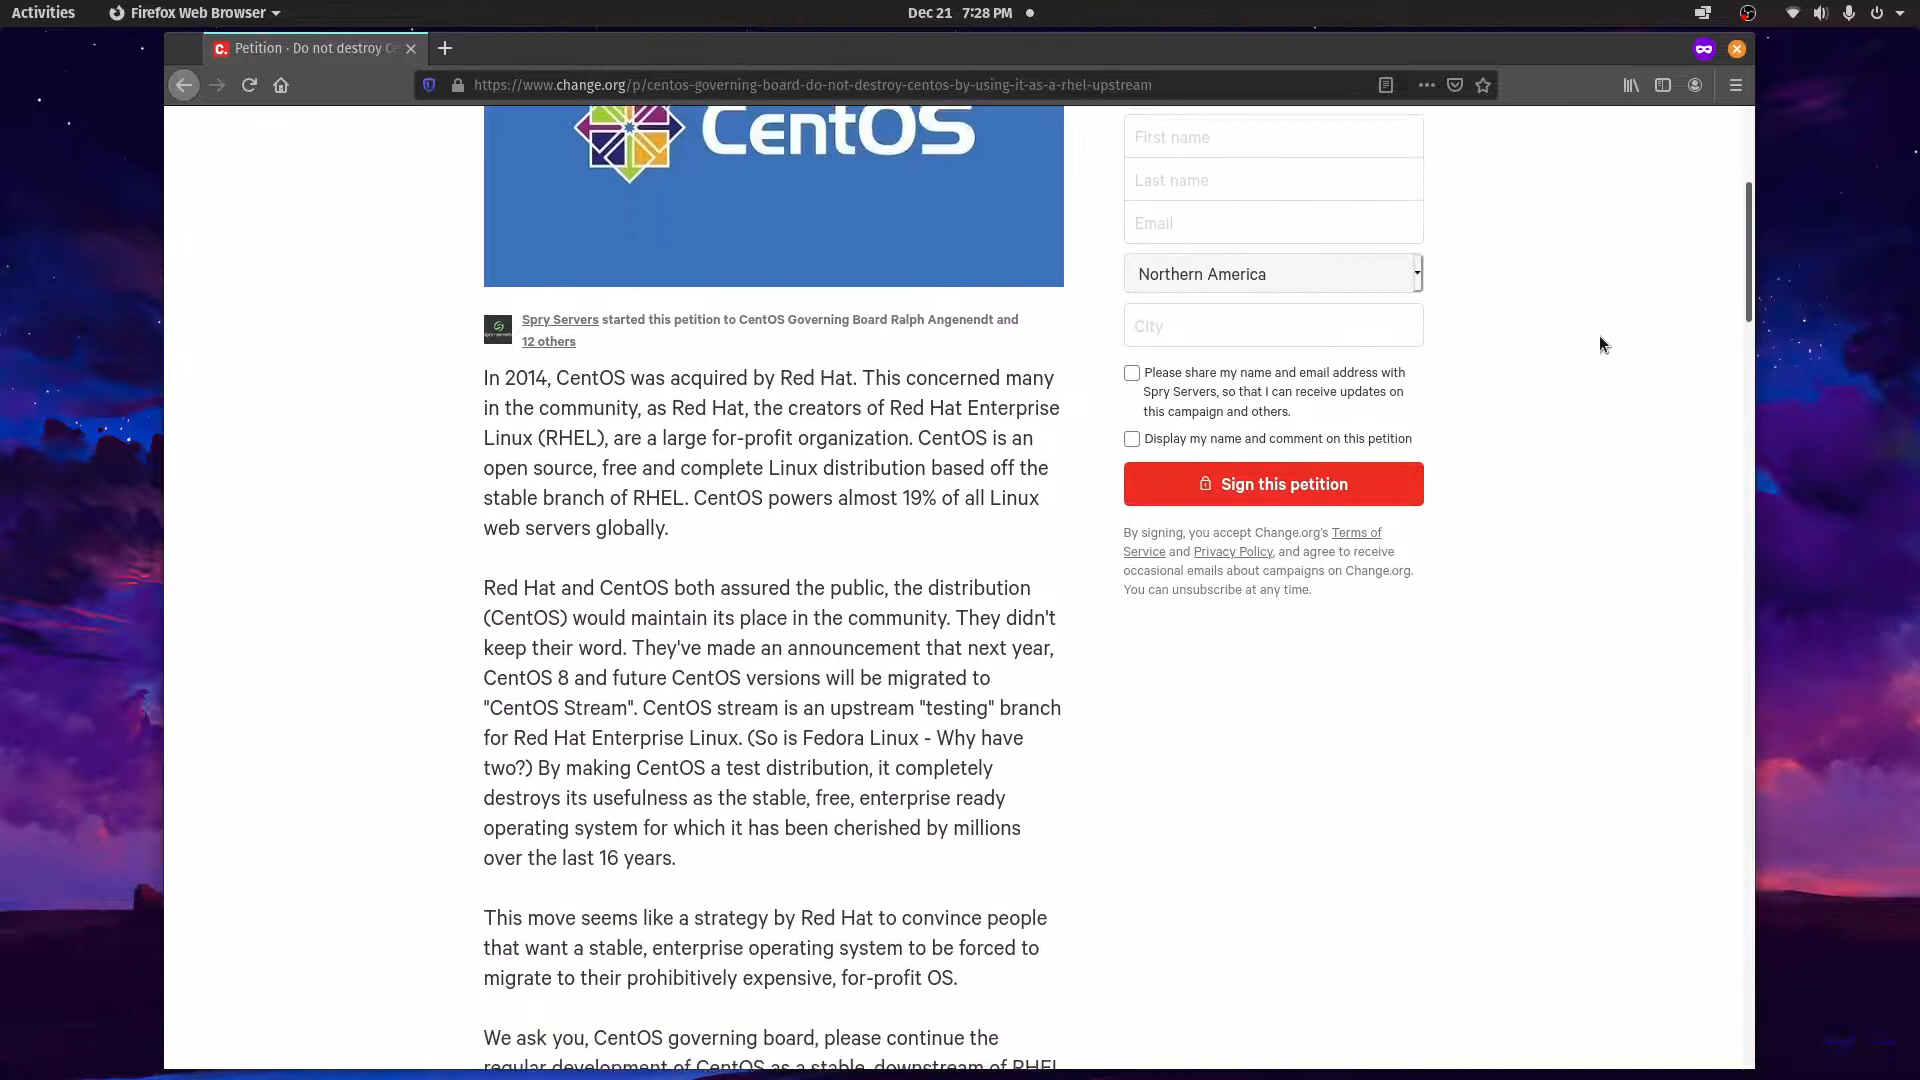 Activities
Firefox Web Browser
Dec 21 7:28 PM
Petition · Do not destroy Ce
https://www.change.org/p/centos-governing-board-do-not-destroy-centos-by-using-it-as-a-rhel-upstream
CentOS
Spry Servers started this petition to CentOS Governing Board Ralph Angenendt and
12 others
In 2014, CentOS was acquired by Red Hat. This concerned many
in the community, as Red Hat, the creators of Red Hat Enterprise
Linux (RHEL), are a large for-profit organization. CentOS is an
open source, free and complete Linux distribution based off the
stable branch of RHEL. CentOS powers almost 19% of all Linux
web servers globally.
Red Hat and CentOS both assured the public, the distribution
(CentOS) would maintain its place in the community. They didn't
keep their word. They've made an announcement that next year,
CentOS 8 and future CentOS versions will be migrated to
"CentOS Stream". CentOS stream is an upstream "testing" branch
for Red Hat Enterprise Linux. (So is Fedora Linux - Why have
two?) By making CentOS a test distribution, it completely
destroys its usefulness as the stable, free, enterprise ready
operating system for which it has been cherished by millions
over the last 16 years.
This move seems like a strategy by Red Hat to convince people
that want a stable, enterprise operating system to be forced to
migrate to their prohibitively expensive, for-profit OS.
We ask you, CentOS governing board, please continue the
regular development of CentOS as a stable, downstream of RHEL
First name
Last name
Email
Northern America
City
Please share my name and email address with
Spry Servers, so that I can receive updates on
this campaign and others.
Display my name and comment on this petition
Sign this petition
By signing, you accept Change.org's Terms of
Service and Privacy Policy, and agree to receive
occasional emails about campaigns on Change.org.
You can unsubscribe at any time.